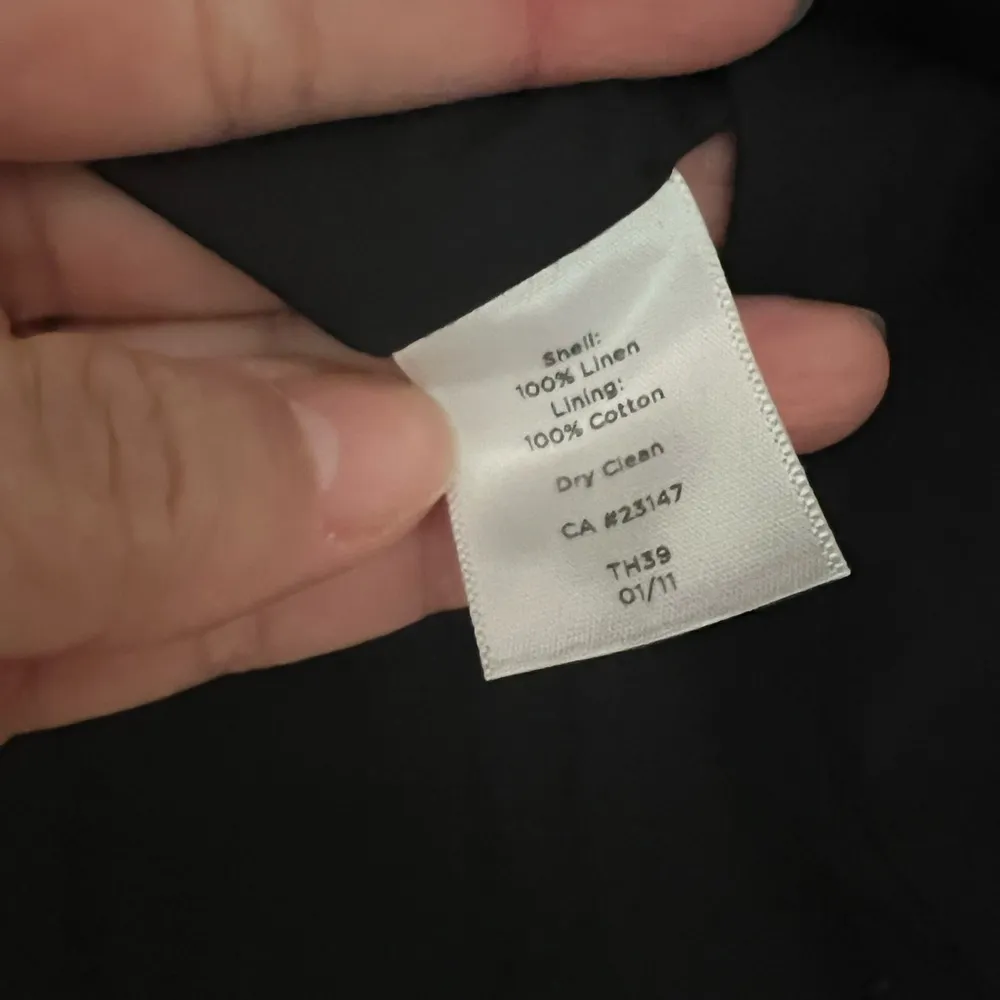 Shell:
100% Linen
Lining:
100% Cotton
Dry Clean
CA #23147
TH39
01/11